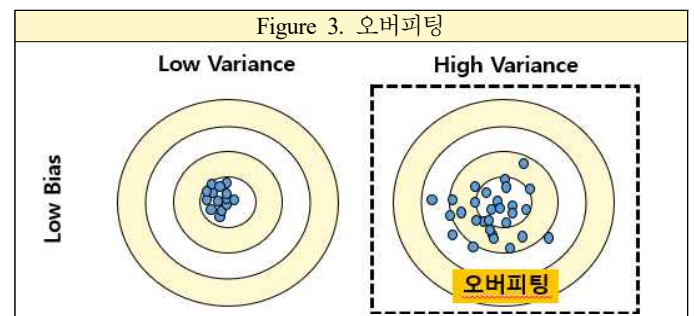 Figure 3. 오버피팅
Low Variance High Variance
Low Bias
오버피팅